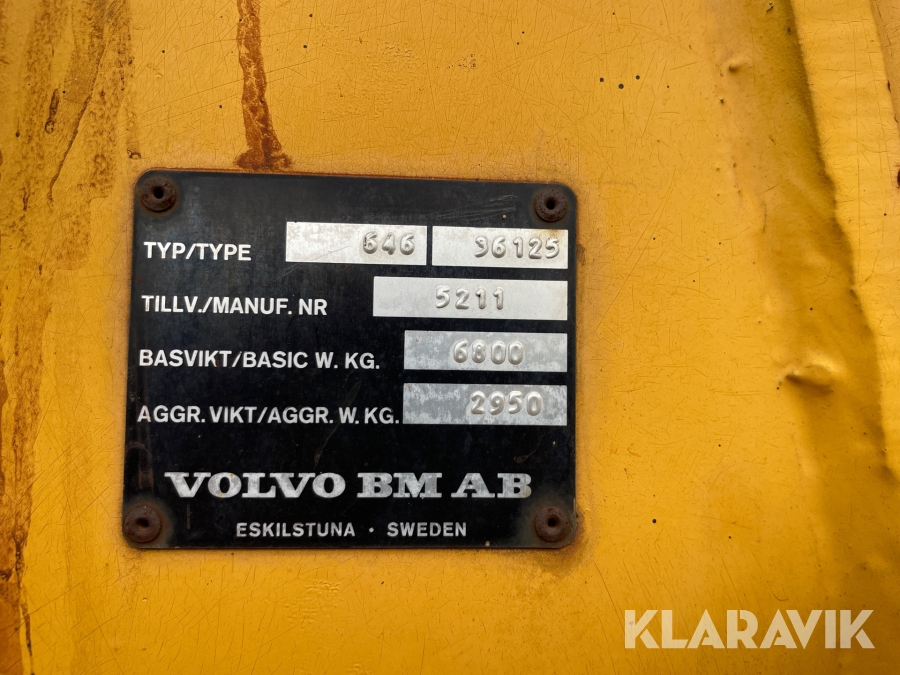 TYP/TYPE 646 96125
TILLV./MANUF. NR 5211
BASVIKT/BASIC W. KG. 6800
AGGR. VIKT/AGGR. W. KG. 2950
VOLVO BM AB
ESKILSTUNA · SWEDEN
KLARAVIK